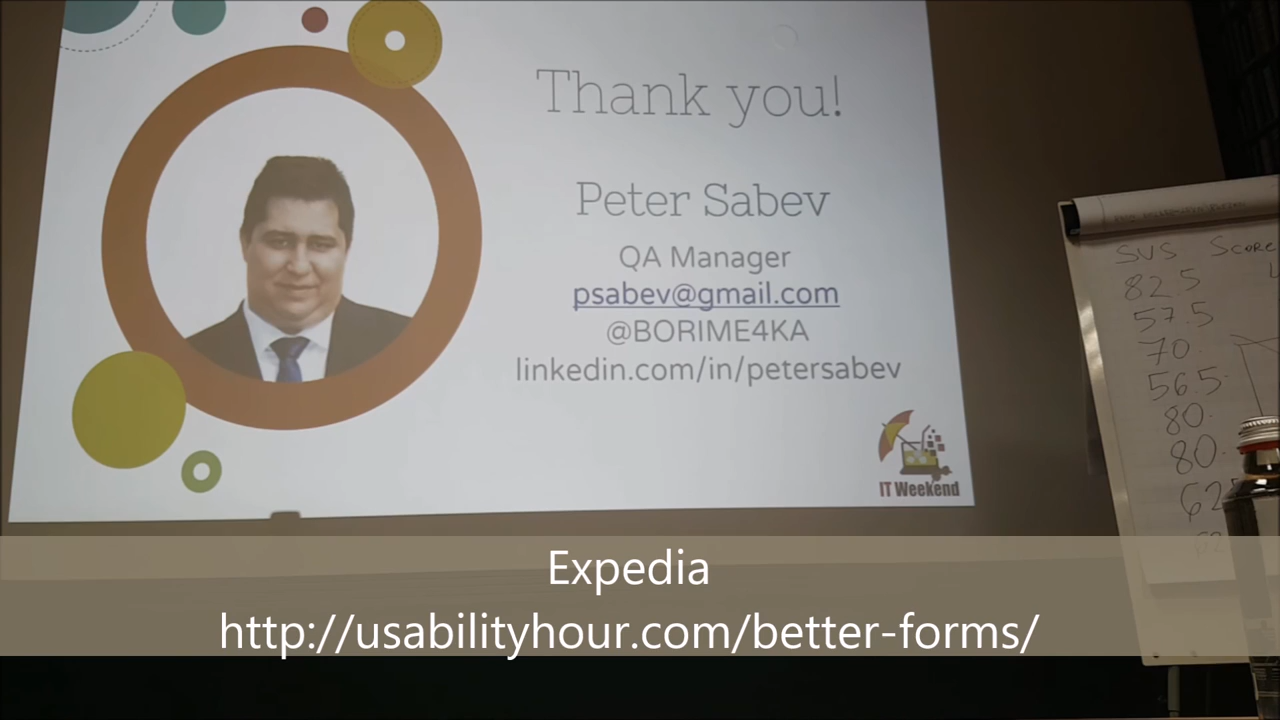 Thank you!
Peter Sabev
QA Manager
psabev@gmail.com
@BORIME4KA
linkedin.com/in/petersabev
IT Weekend
SVS Score
82.5
57.5
70.
56.5.
80.
80.
Expedia
http://usabilityhour.com/better-forms/